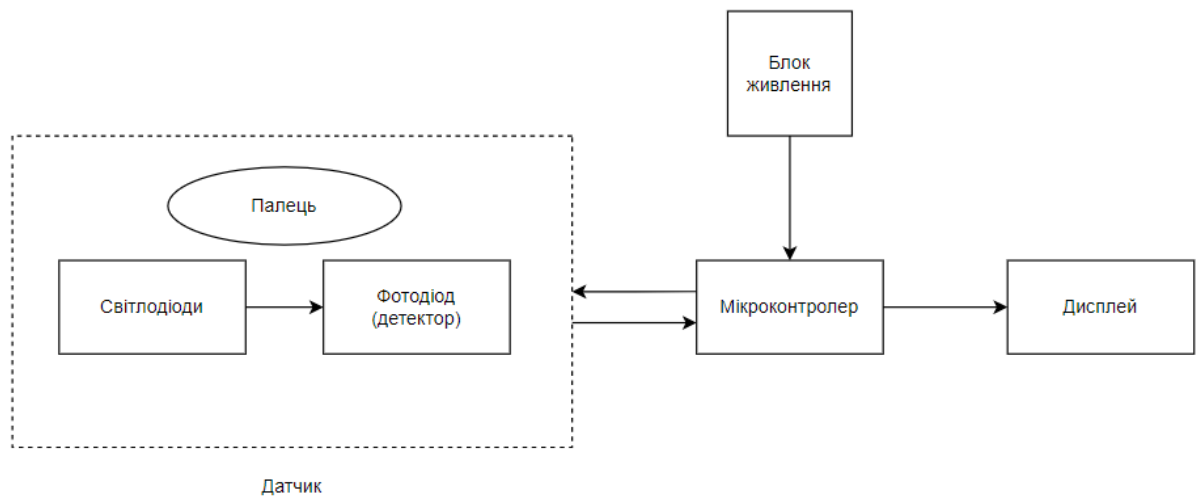 Блок
живлення
Палець
Світлодіоди
Фотодіод
(детектор)
Мікроконтролер
Дисплей
Датчик